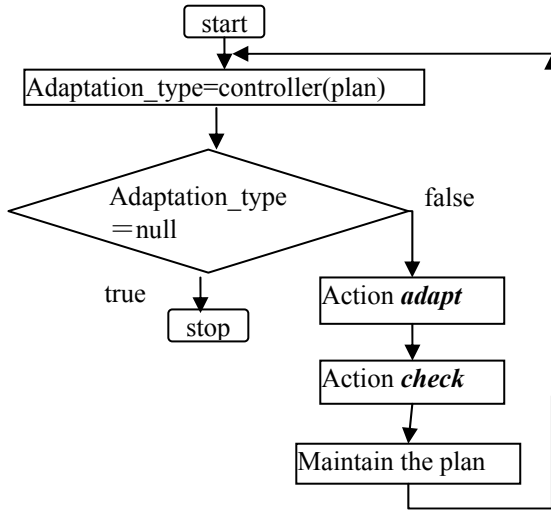 start
Adaptation_type=controller(plan)
Adaptation_type
＝null
false
true
stop
Action adapt
Action check
Maintain the plan